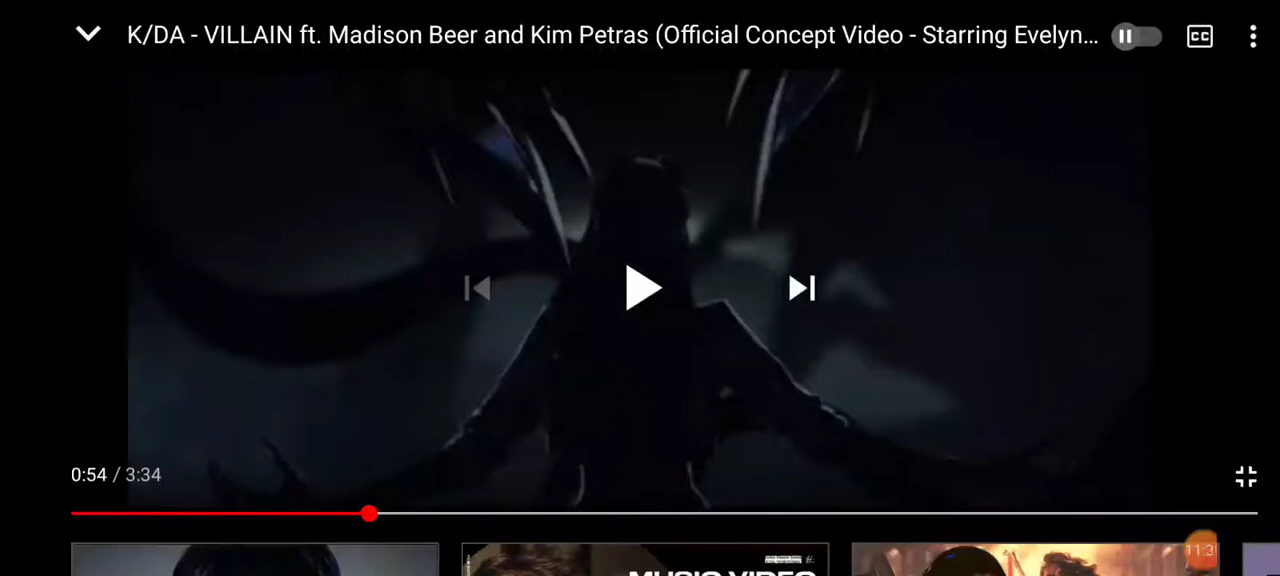 K/DA - VILLAIN ft. Madison Beer and Kim Petras (Official Concept Video - Starring Evelyn...
CC
0:54 / 3:34
11:3
MUSIC VIDEO